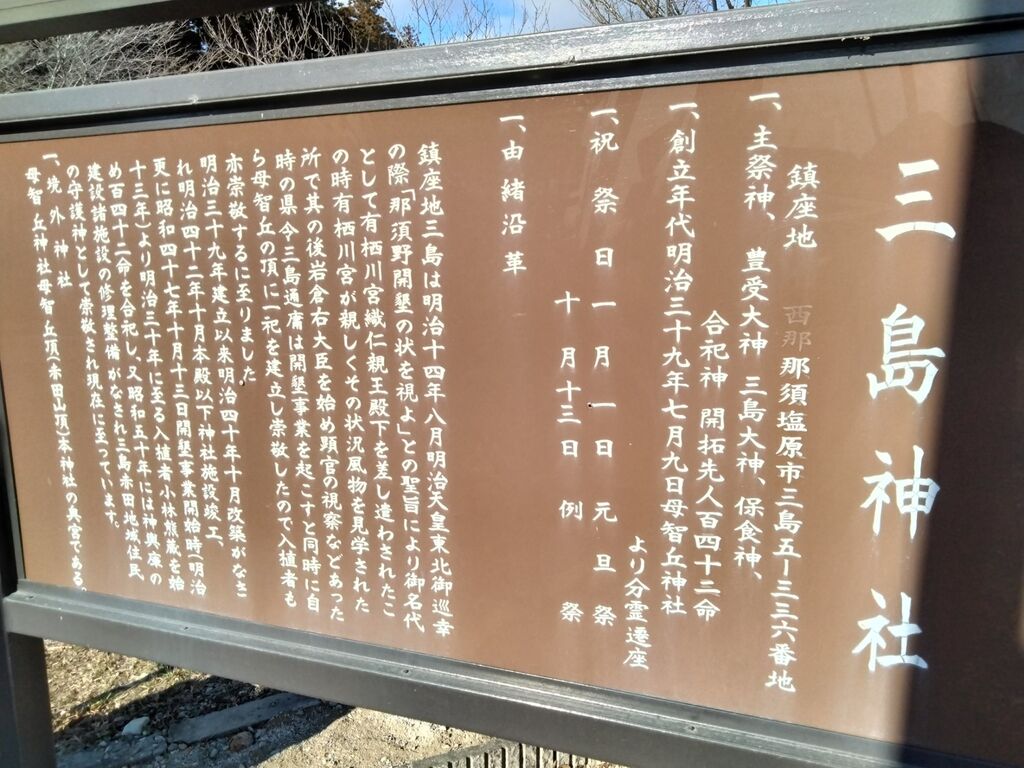 三島神社
鎮座地 西那須塩原市三島五ー三三六番地
一、主祭神、豊受大神 三島大神、保食神、
合祀神 開拓先人百四十二命
一、創立年代明治三十九年七月九日母智丘神社
より分霊遷座
一、祝祭日一月一日元旦祭
十月十三日例祭
一、由緒沿革
鎮座地三島は明治十四年八月明治天皇東北御巡幸
の際「那須野開墾の状を視よ」との聖旨により御名代
として有栖川宮織仁親王殿下を差し遣わされたこ
の時有栖川宮が親しくその状況風物を見学された
所で其の後岩倉右大臣を始め顕官の視察などあった
時の県令三島通庸は開墾事業を起こすと同時に自
ら母智丘の頂に一祀を建立し崇敬したので入植者も
亦崇敬するに至りました
明治三十九年建立以来明治四十年十月改築がなさ
れ明治四十二年十月本殿以下神社施設竣工、
更に昭和四十七年十月十三日開墾事業開始時(明治
十三年)より明治三十年に至る入植者小林熊蔵を始
め百四十二命を合祀し、又昭和五十年には神輿庫の
建設諸施設の修理整備がなされ三島赤田地域住民
の守護神として崇敬され現在に至っています。
一、境外神社
母智丘神社母智丘頂(赤田山頂)本神社の奥宮である。